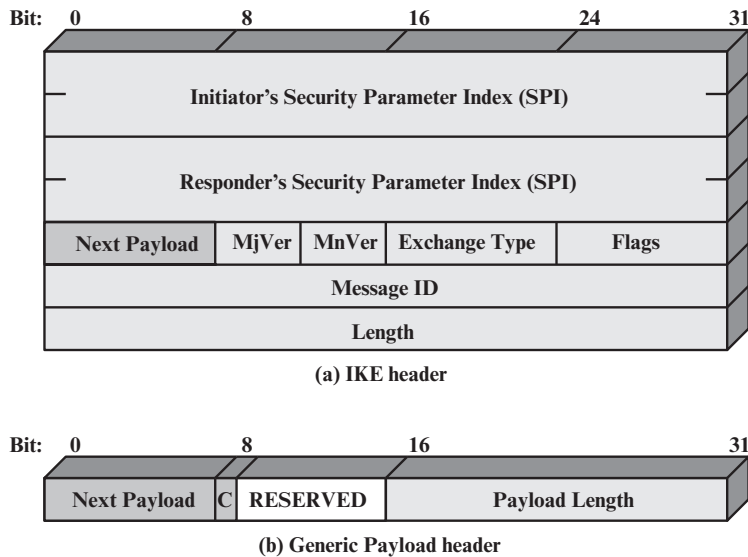 Bit: 0 8 16 24 31
Initiator's Security Parameter Index (SPI)
Responder's Security Parameter Index (SPI)
Next Payload MjVer MnVer Exchange Type Flags
Message ID
Length
(a) IKE header
Bit: 0 8 16 31
Next Payload C RESERVED Payload Length
(b) Generic Payload header